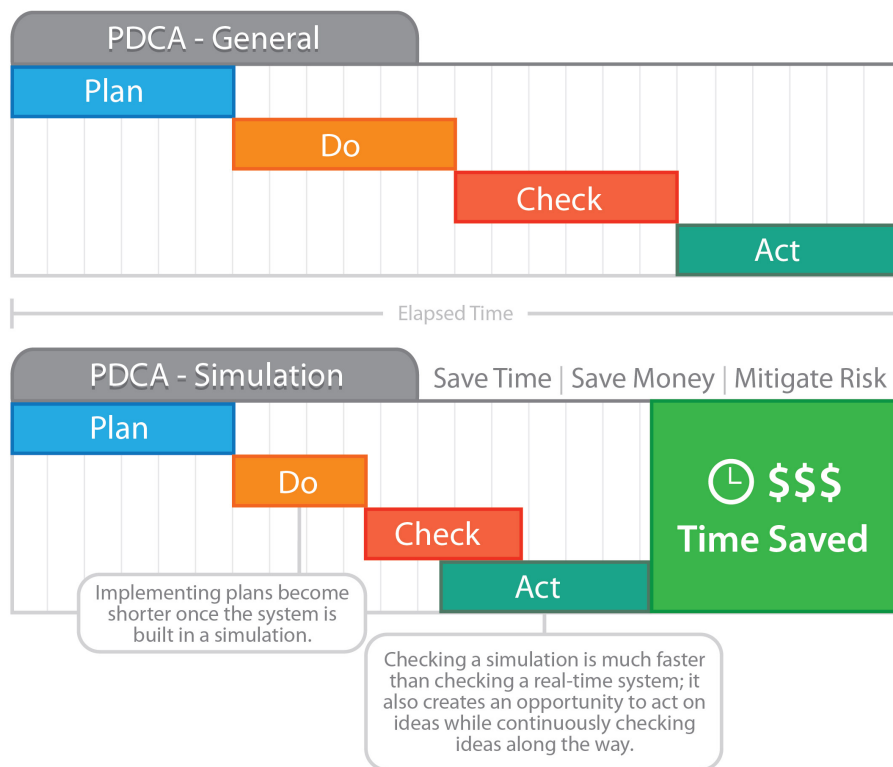 PDCA - General
Plan
Do
Check
Act
Elapsed Time
PDCA - Simulation
Save Time | Save Money | Mitigate Risk
Plan
Do
Check
Act
$$$
Time Saved
Implementing plans become
shorter once the system is
built in a simulation.
Checking a simulation is much faster
than checking a real-time system; it
also creates an opportunity to act on
ideas while continuously checking
ideas along the way.